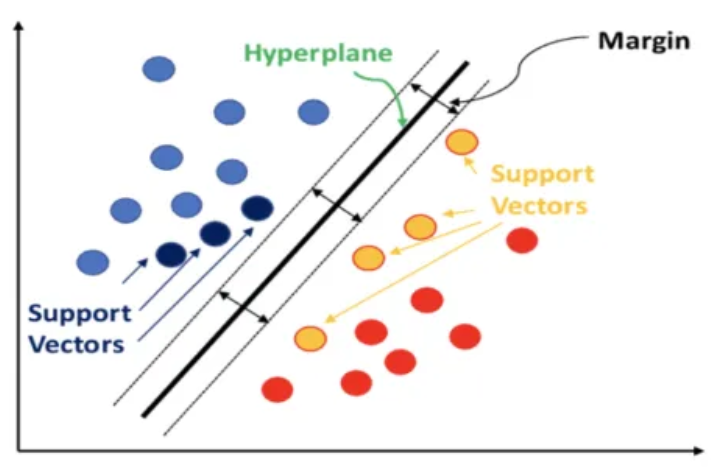 Margin
Hyperplane
Support
Vectors
Support
Vectors